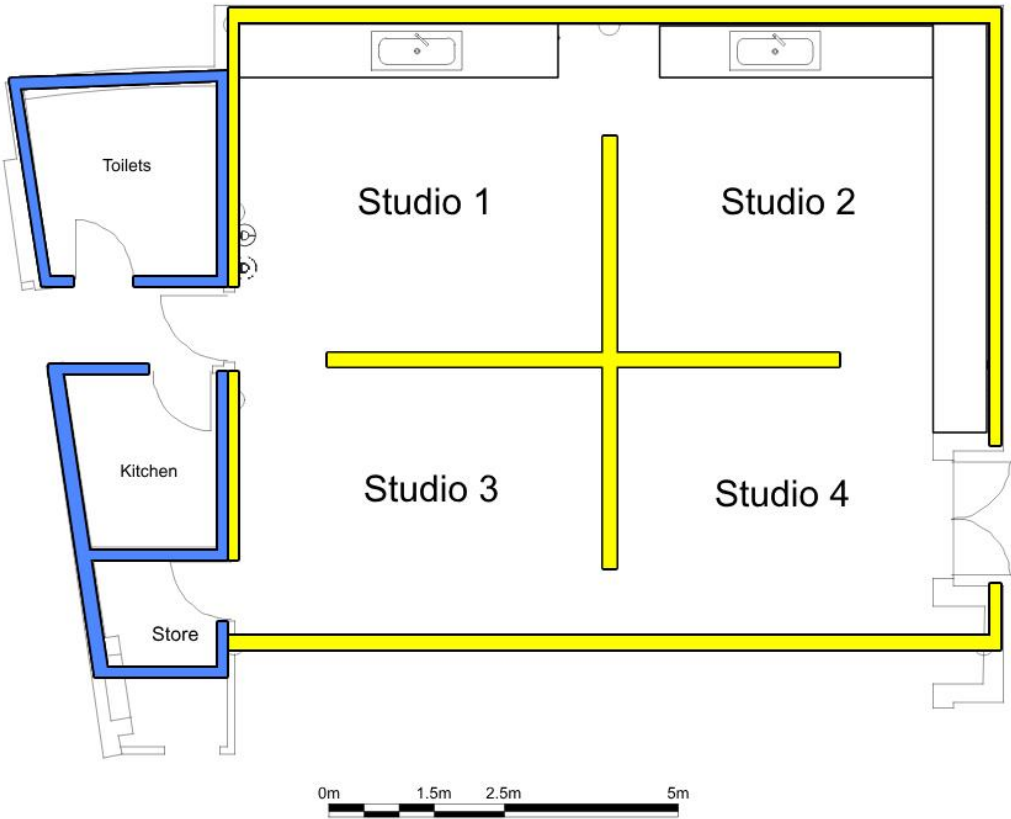 Toilets
Studio 1
Studio 2
Kitchen
Studio 3
Studio 4
Store
0m 1.5m 2.5m 5m